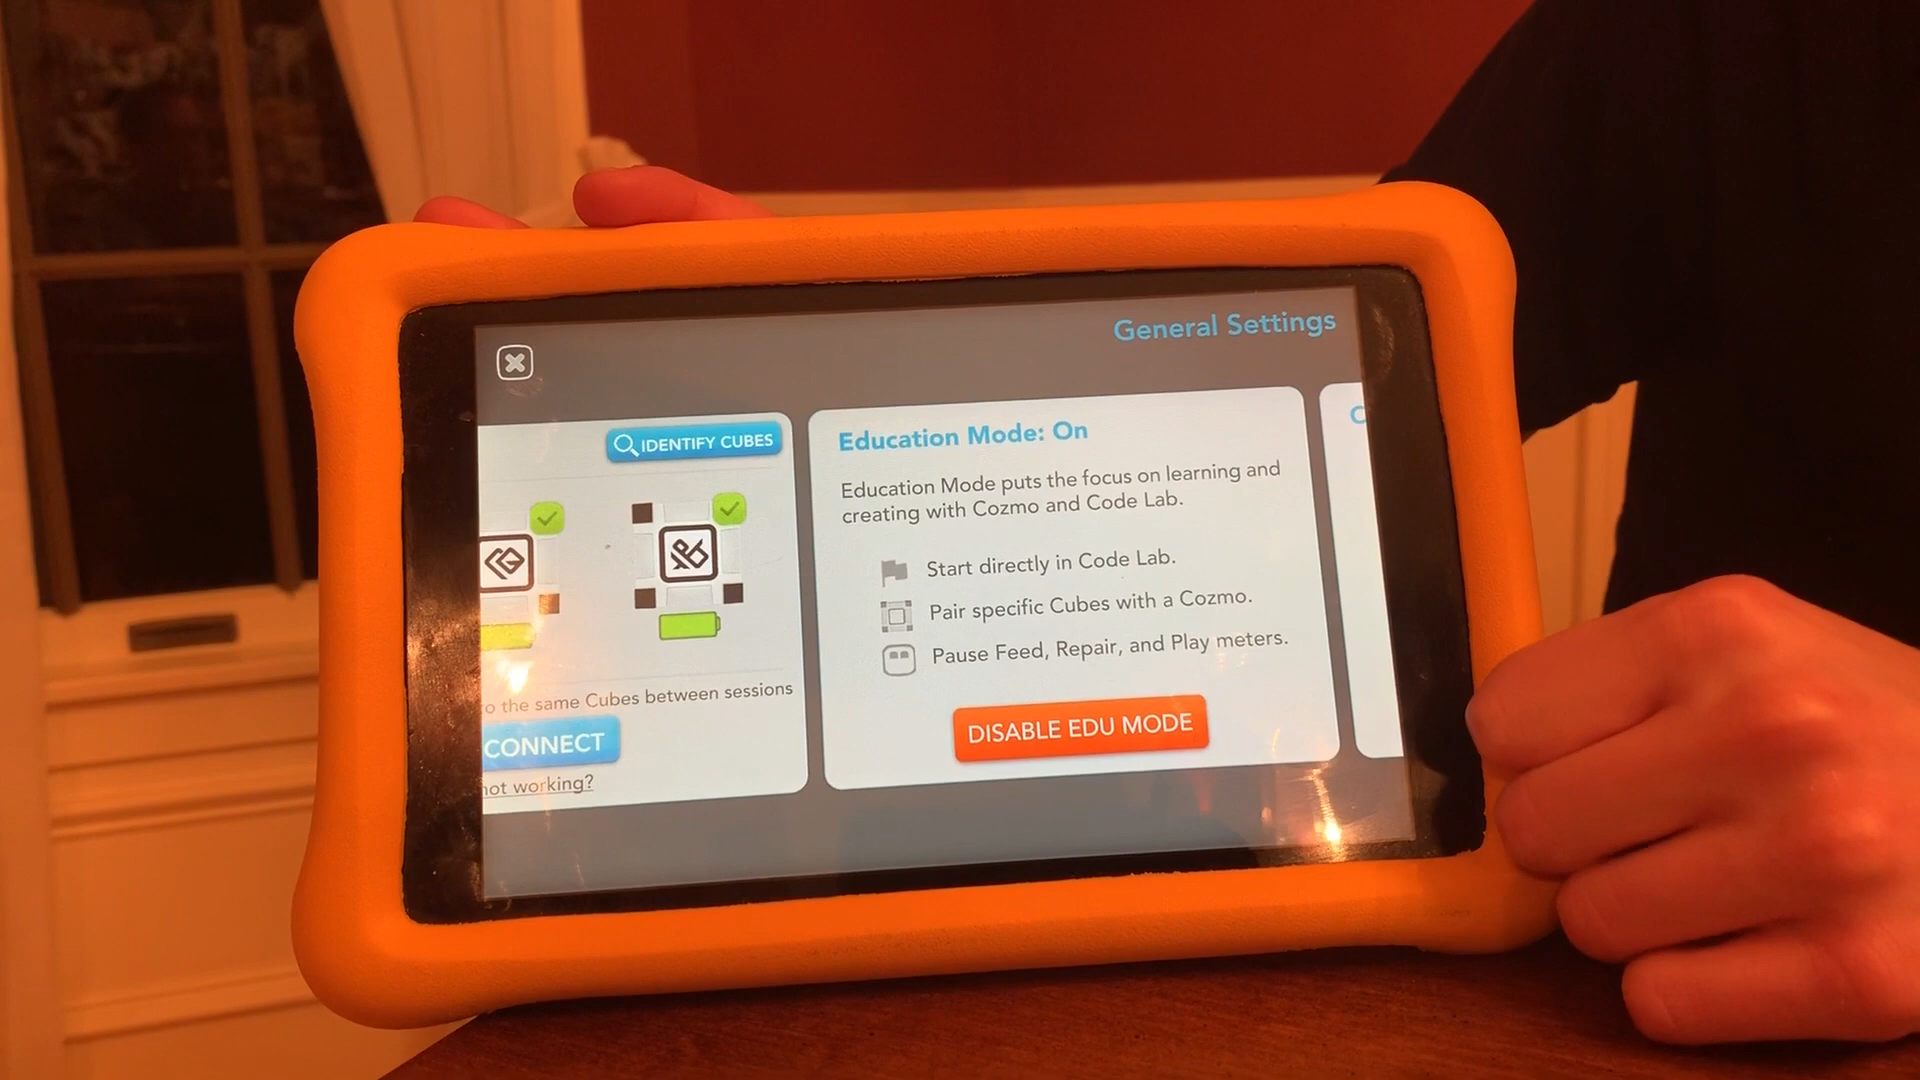 General Settings
IDENTIFY CUBES
o the same Cubes between sessions
CONNECT
not working?
Education Mode: On
Education Mode puts the focus on learning and
creating with Cozmo and Code Lab.
Start directly in Code Lab.
Pair specific Cubes with a Cozmo.
Pause Feed, Repair, and Play meters.
DISABLE EDU MODE
C